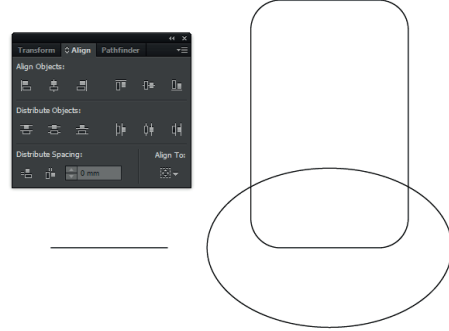 Transform Align Pathfinder
Align Objects:
Distribute Objects:
Distribute Spacing: Align To:
0 mm